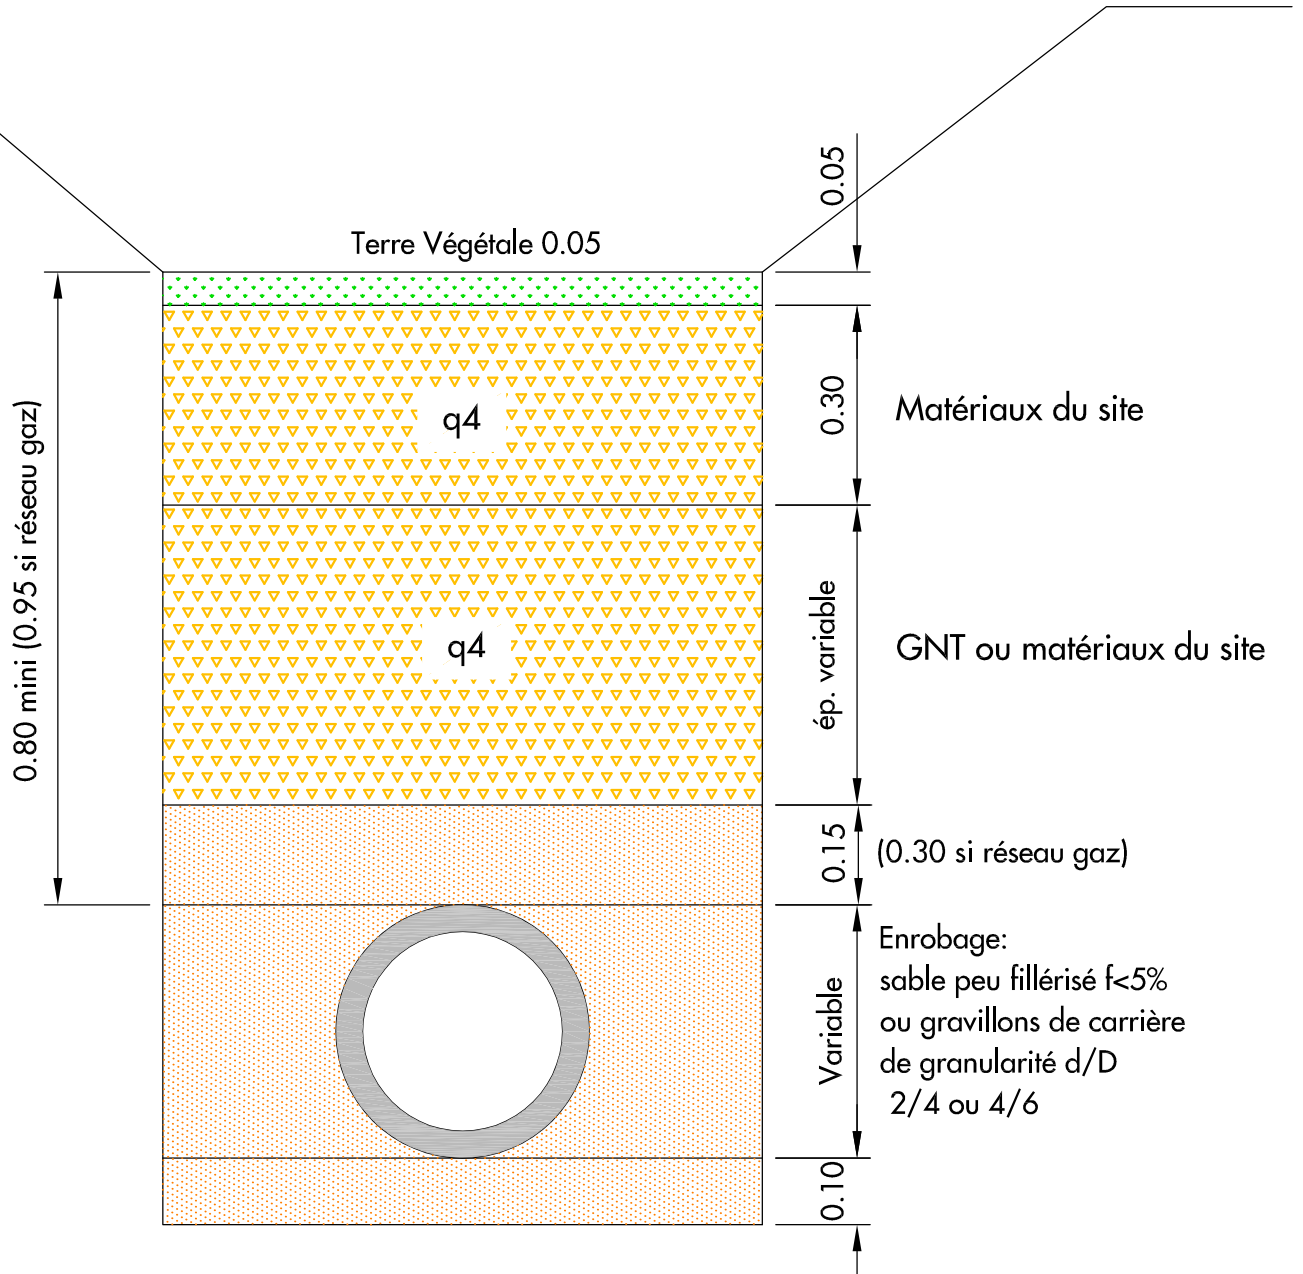 0.05
Terre Végétale 0.05
0.80 mini (0.95 si réseau gaz)
q4
0.30
Matériaux du site
q4
ép. variable
GNT ou matériaux du site
0.15
(0.30 si réseau gaz)
Variable
Enrobage:
sable peu fillérisé f<5%
ou gravillons de carrière
de granularité d/D
2/4 ou 4/6
0.10